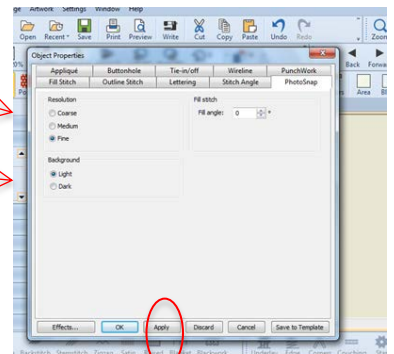 Artwork Settings Window Help
Open Recent Save Print Preview Write Cut Copy Paste Undo Redo Zoom
Back
Object Properties
Appliqué Buttonhole Tie-in/off Wireline PunchWork
Fill Stitch Outline Stitch Lettering Stitch Angle PhotoSnap
Resolution
Coarse
Medium
Fine
Fill stitch
Fill angle: 0 °
Background
Light
Dark
Effects... OK Apply Discard Cancel Save to Template